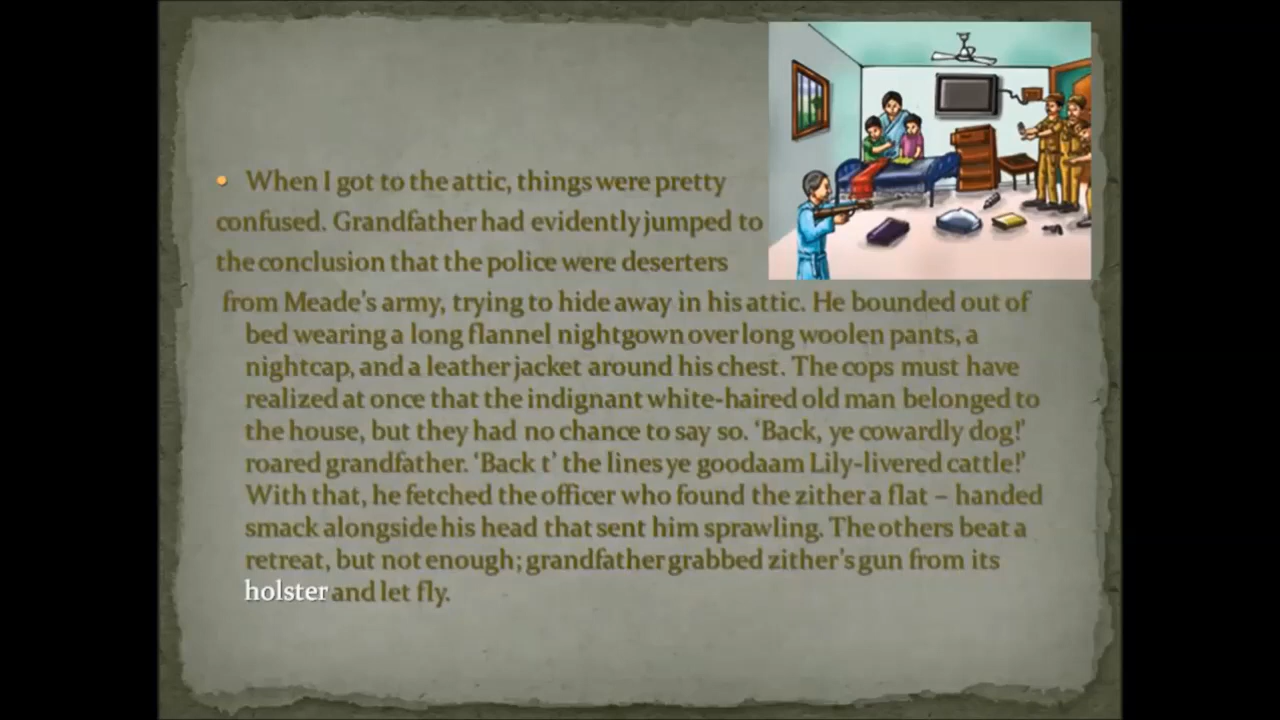 When I got to the attic, things were pretty
confused. Grandfather had evidently jumped to
the conclusion that the police were deserters
from Meade's army, trying to hide away in his attic. He bounded out of
bed wearing a long flannel nightgown over long woolen pants, a
nightcap, and a leather jacket around his chest. The cops must have
realized at once that the indignant white-haired old man belonged to
the house, but they had no chance to say so. 'Back, ye cowardly dog!'
roared grandfather. 'Back t' the lines ye goodaam Lily-livered cattle!'
With that, he fetched the officer who found the zither a flat – handed
smack alongside his head that sent him sprawling. The others beat a
retreat, but not enough; grandfather grabbed zither's gun from its
holster and let fly.